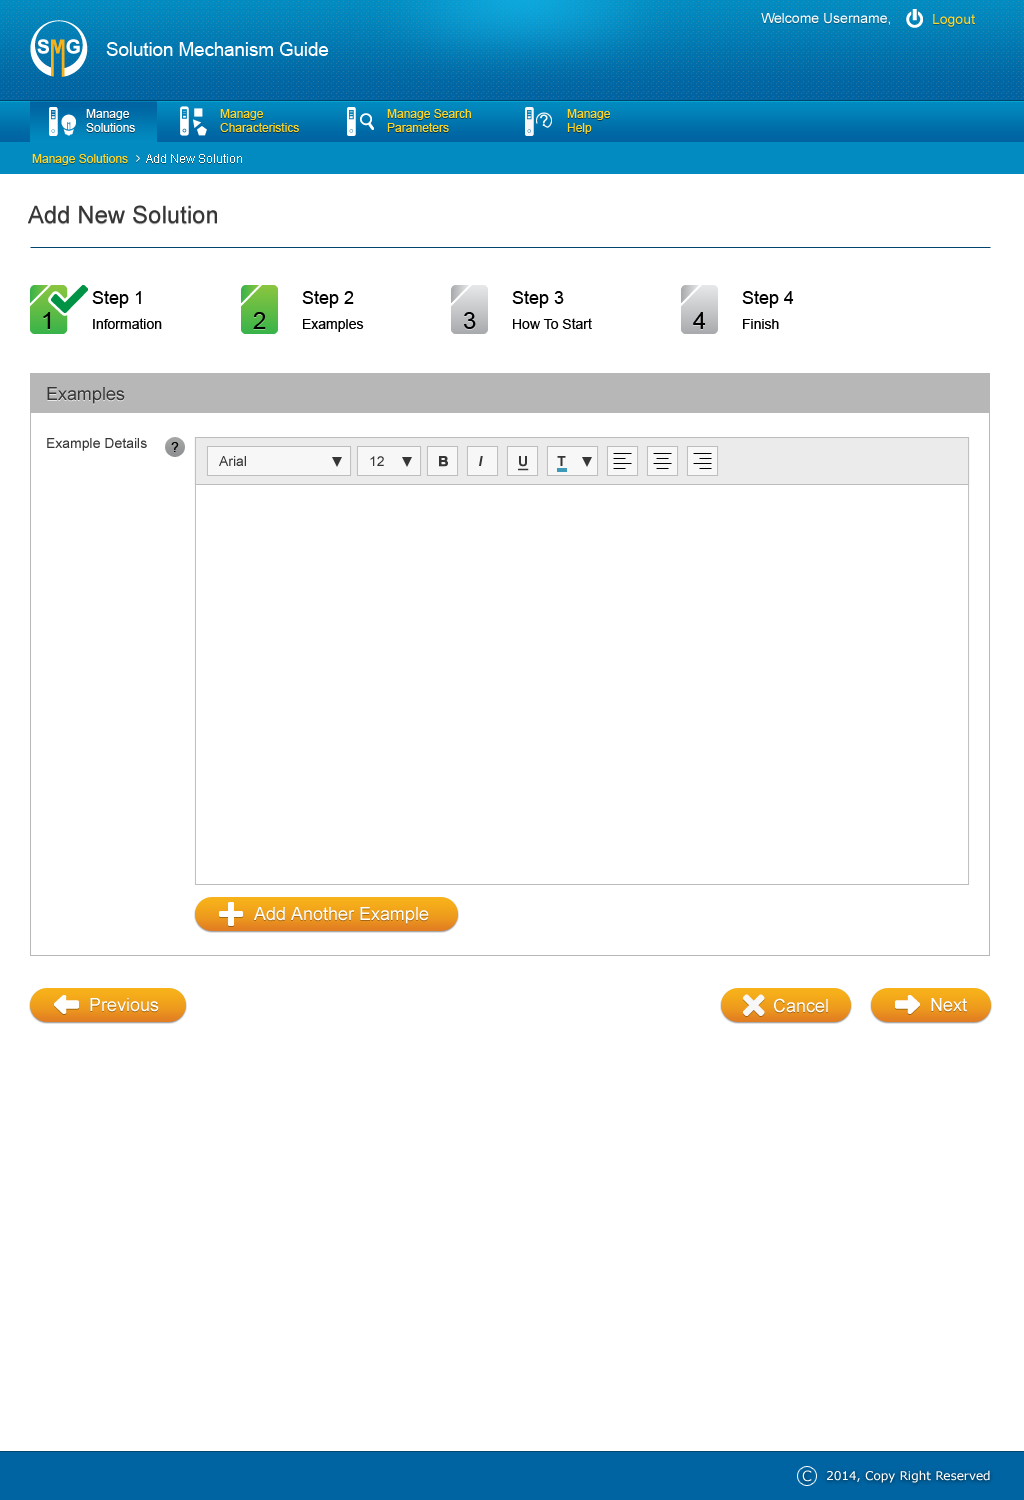 Welcome Username,
Logout
SMG
Solution Mechanism Guide
Manage
Solutions
Manage
Characteristics
Manage Search
Parameters
Manage
Help
Manage Solutions > Add New Solution
Add New Solution
1
Step 1
Information
2
Step 2
Examples
3
Step 3
How To Start
4
Step 4
Finish
Examples
Example Details
?
Arial
12
B
I
U
T
Add Another Example
Previous
Cancel
Next
© 2014, Copy Right Reserved